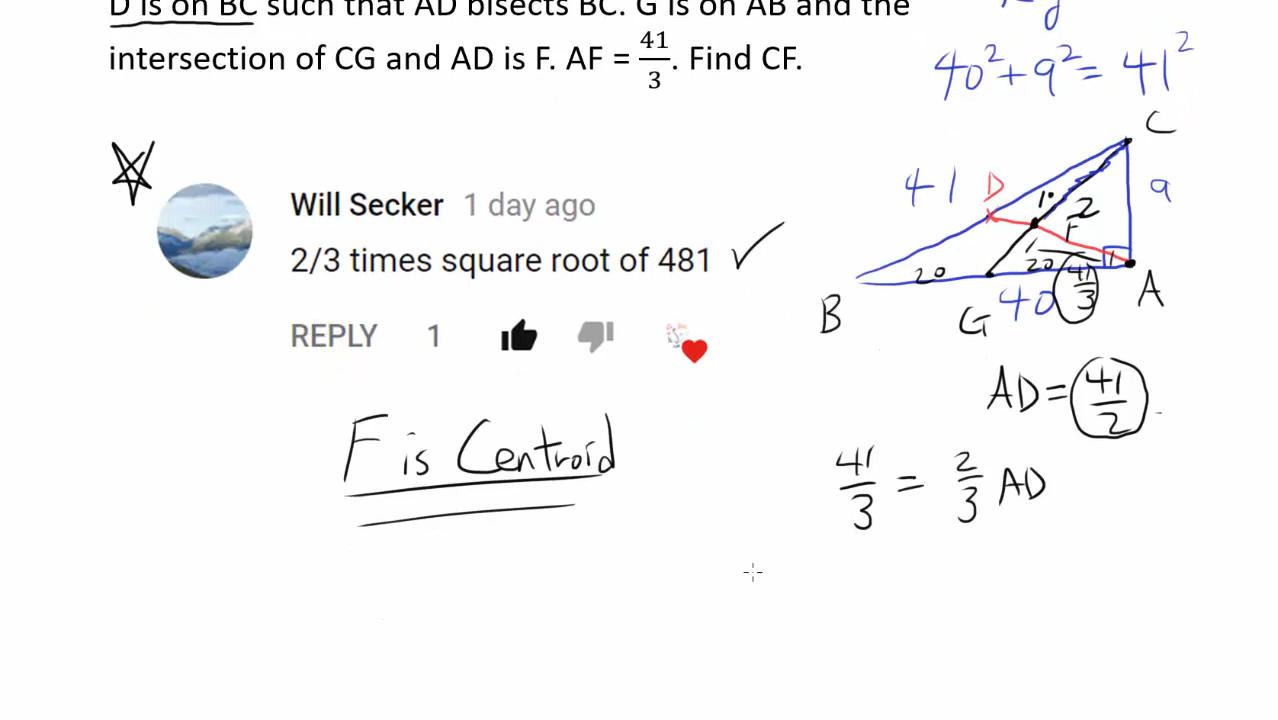 D is on BC such that AD bisects BC. G is on AB and the
intersection of CG and AD is F. AF = 41/3. Find CF.
40² + 9² = 41²
Will Secker 1 day ago
2/3 times square root of 481
REPLY 1
C
41 D 1 2 9
F
20 20 41/3
B G 40 A
AD = 41/2
F is Centroid
41/3 = 2/3 AD